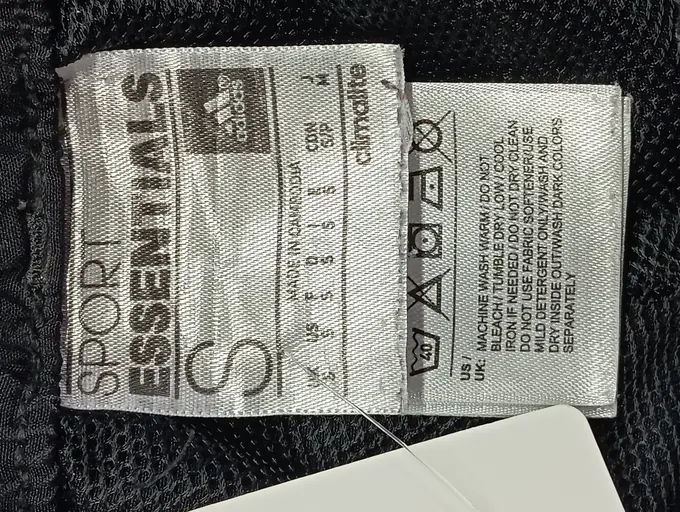 SPORT
ESSENTIALS
adidas
S
MADE IN CAMBODIA
UK US F D I E CDN J
S S S S S S S/P M
climalite
40
US /
UK: MACHINE WASH WARM / DO NOT
BLEACH / TUMBLE DRY LOW / COOL
IRON IF NEEDED / DO NOT DRY CLEAN
DO NOT USE FABRIC SOFTENER/USE
MILD DETERGENT ONLY/WASH AND
DRY INSIDE OUT/WASH DARK COLORS
SEPARATELY